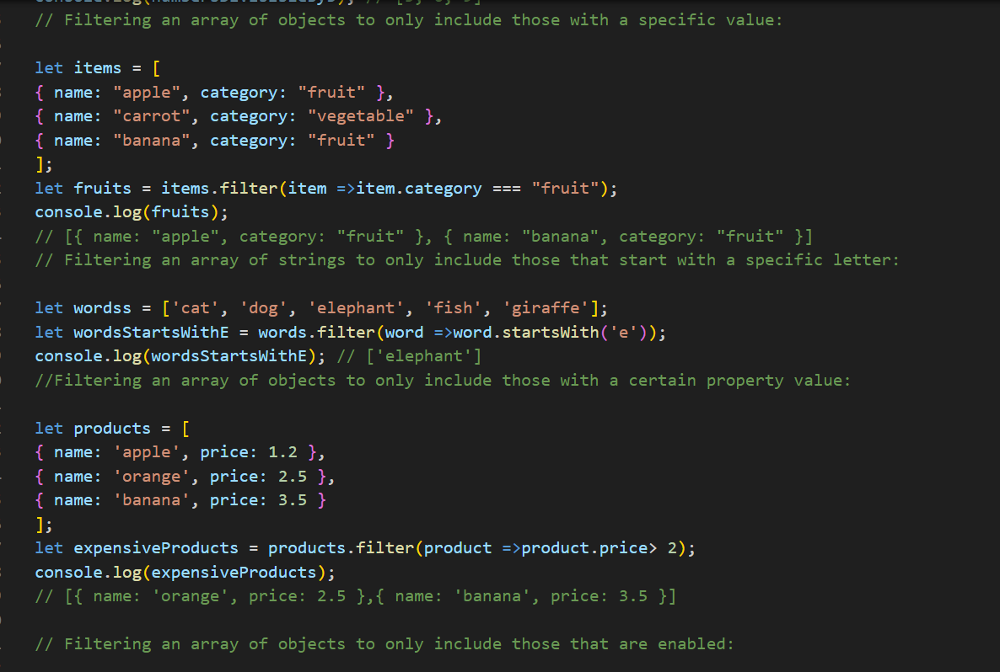 // Filtering an array of objects to only include those with a specific value:
let items = [
{ name: "apple", category: "fruit" },
{ name: "carrot", category: "vegetable" },
{ name: "banana", category: "fruit" }
];
let fruits = items.filter(item =>item.category === "fruit");
console.log(fruits);
// [{ name: "apple", category: "fruit" }, { name: "banana", category: "fruit" }]
// Filtering an array of strings to only include those that start with a specific letter:
let wordss = ['cat', 'dog', 'elephant', 'fish', 'giraffe'];
let wordsStartsWithE = words.filter(word =>word.startsWith('e'));
console.log(wordsStartsWithE); // ['elephant']
//Filtering an array of objects to only include those with a certain property value:
let products = [
{ name: 'apple', price: 1.2 },
{ name: 'orange', price: 2.5 },
{ name: 'banana', price: 3.5 }
];
let expensiveProducts = products.filter(product =>product.price> 2);
console.log(expensiveProducts);
// [{ name: 'orange', price: 2.5 },{ name: 'banana', price: 3.5 }]
// Filtering an array of objects to only include those that are enabled: